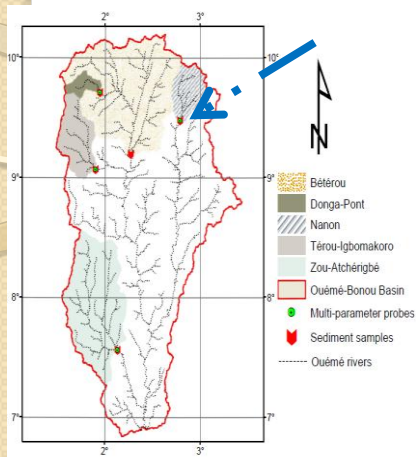 2° 3°
10° 10°
9° 9°
8° 8°
7° 7°
2° 3°
N
Bétérou
Donga-Pont
Nanon
Térou-Igbomakoro
Zou-Atchérigbé
Ouémé-Bonou Basin
Multi-parameter probes
Sediment samples
Ouémé rivers